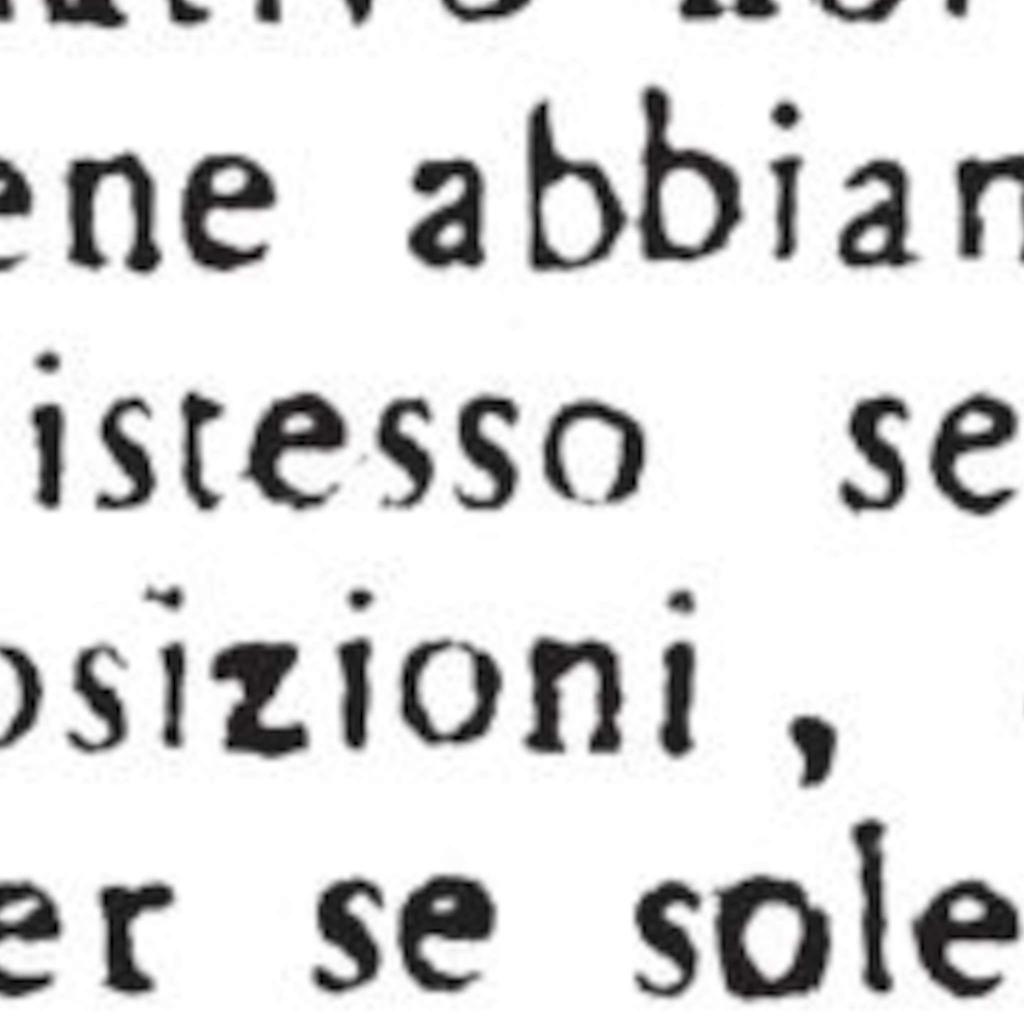 ene abbian
istesso se
osizioni ,
er se sole